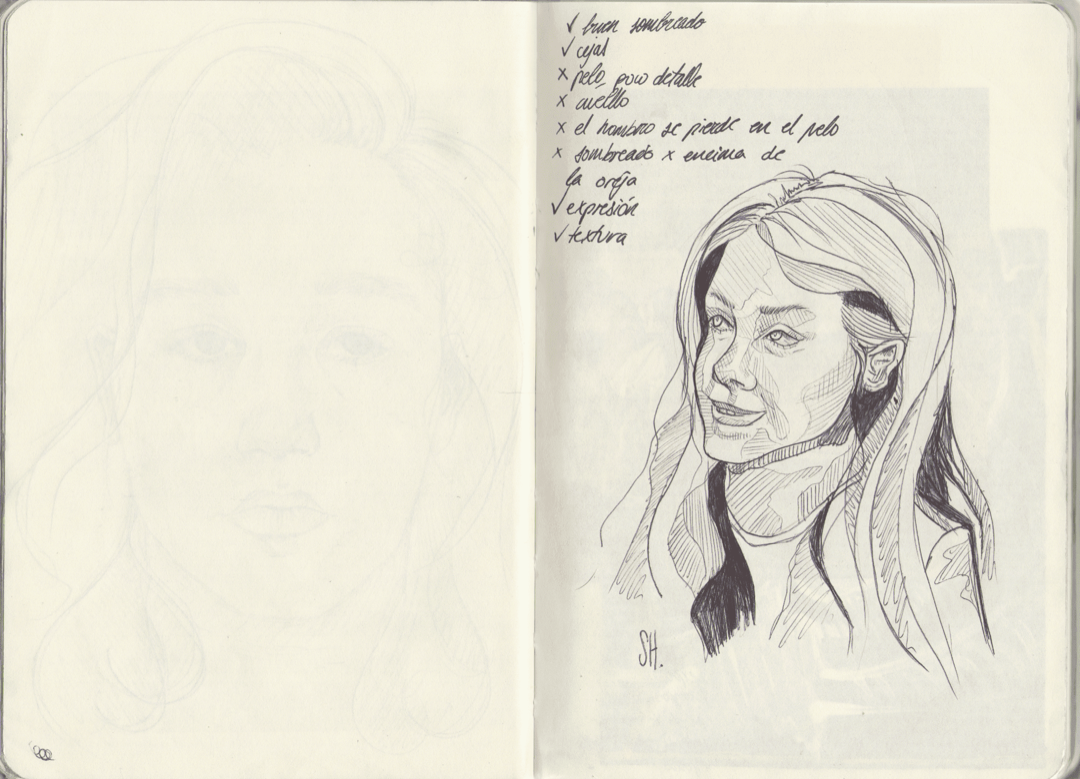 ✓ buen sombreado
✓ cejas
× pelo, poco detalle
× cuello
× el hombro se pierde en el pelo
× sombreado × encima de
la oreja
✓ expresión
✓ textura
SH.